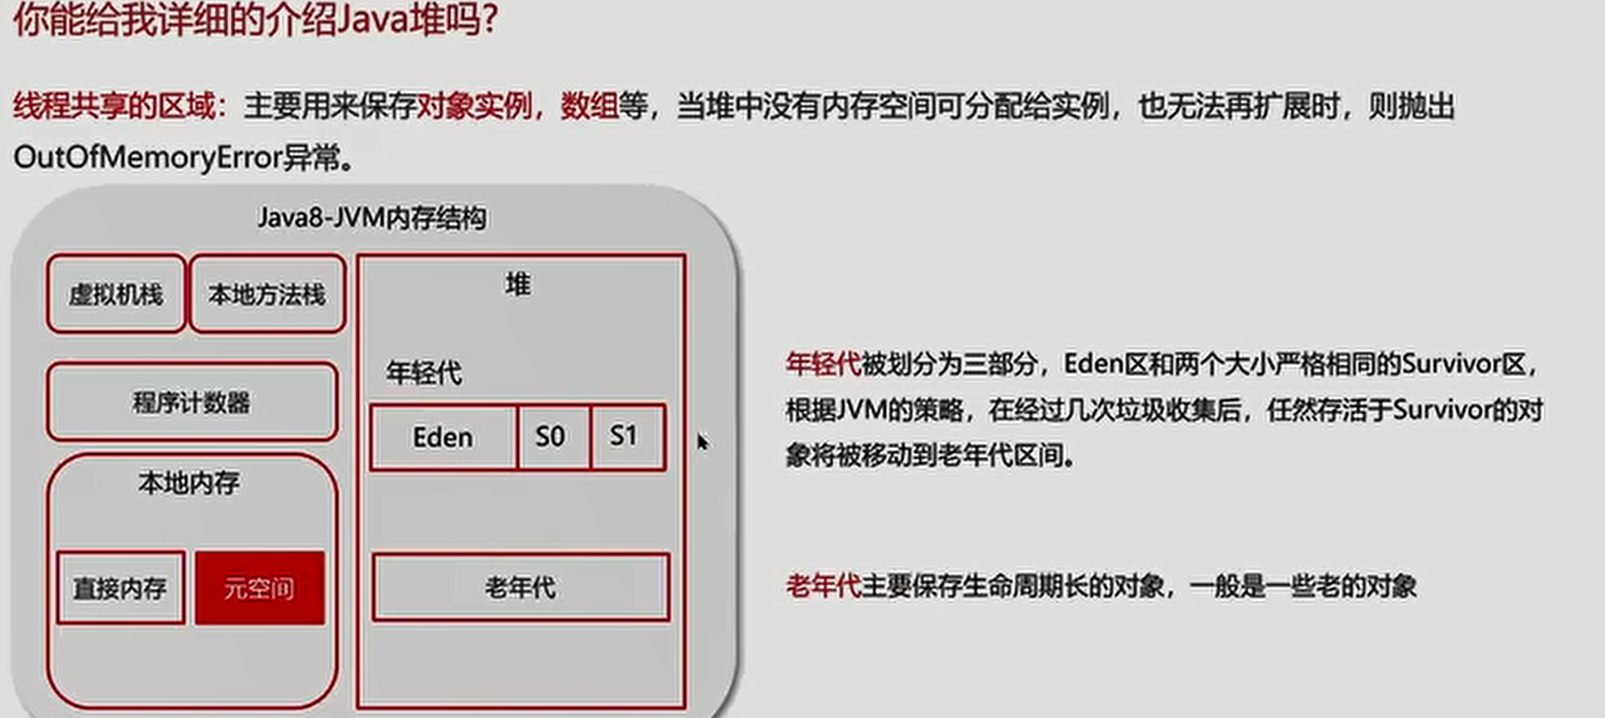 你能给我详细的介绍Java堆吗?
线程共享的区域：主要用来保存对象实例，数组等，当堆中没有内存空间可分配给实例，也无法再扩展时，则抛出
OutOfMemoryError异常。
Java8-JVM内存结构
虚拟机栈
本地方法栈
堆
程序计数器
年轻代
Eden
S0
S1
本地内存
直接内存
元空间
老年代
年轻代被划分为三部分，Eden区和两个大小严格相同的Survivor区，
根据JVM的策略，在经过几次垃圾收集后，任然存活于Survivor的对
象将被移动到老年代区间。
老年代主要保存生命周期长的对象，一般是一些老的对象